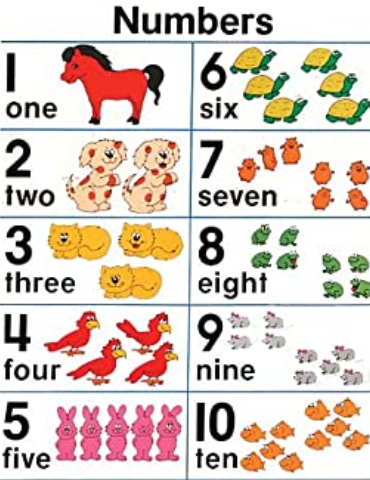 Numbers
1
one
2
two
3
three
4
four
5
five
6
six
7
seven
8
eight
9
nine
10
ten